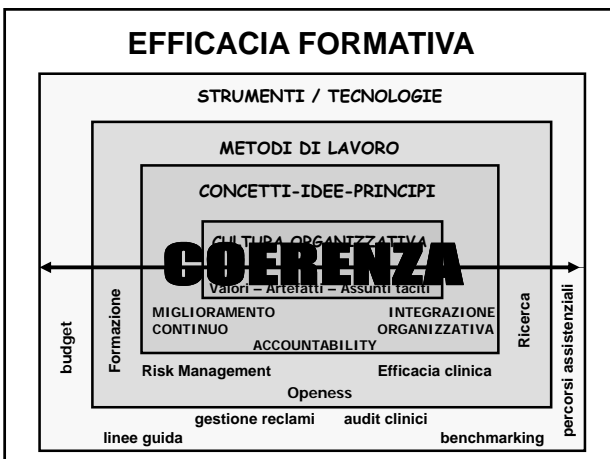 EFFICACIA FORMATIVA
STRUMENTI / TECNOLOGIE
METODI DI LAVORO
CONCETTI-IDEE-PRINCIPI
CULTURA ORGANIZZATIVA
COERENZA
Valori – Artefatti – Assunti taciti
MIGLIORAMENTO
CONTINUO
INTEGRAZIONE
ORGANIZZATIVA
ACCOUNTABILITY
budget
Formazione
Ricerca
percorsi assistenziali
Risk Management
Efficacia clinica
Openess
gestione reclami
audit clinici
linee guida
benchmarking